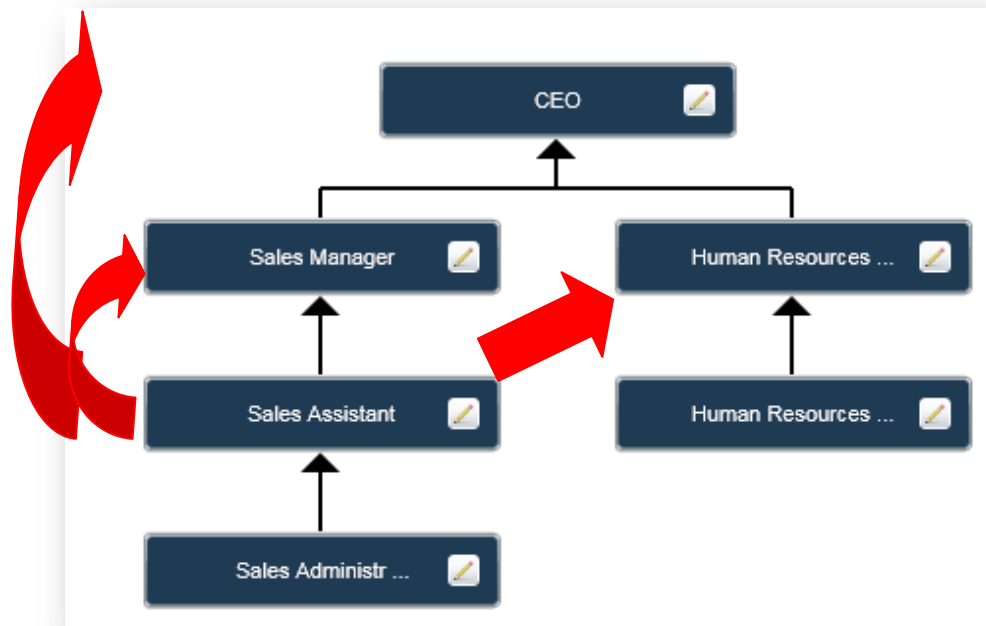 CEO
Sales Manager
Human Resources ...
Sales Assistant
Human Resources ...
Sales Administr ...